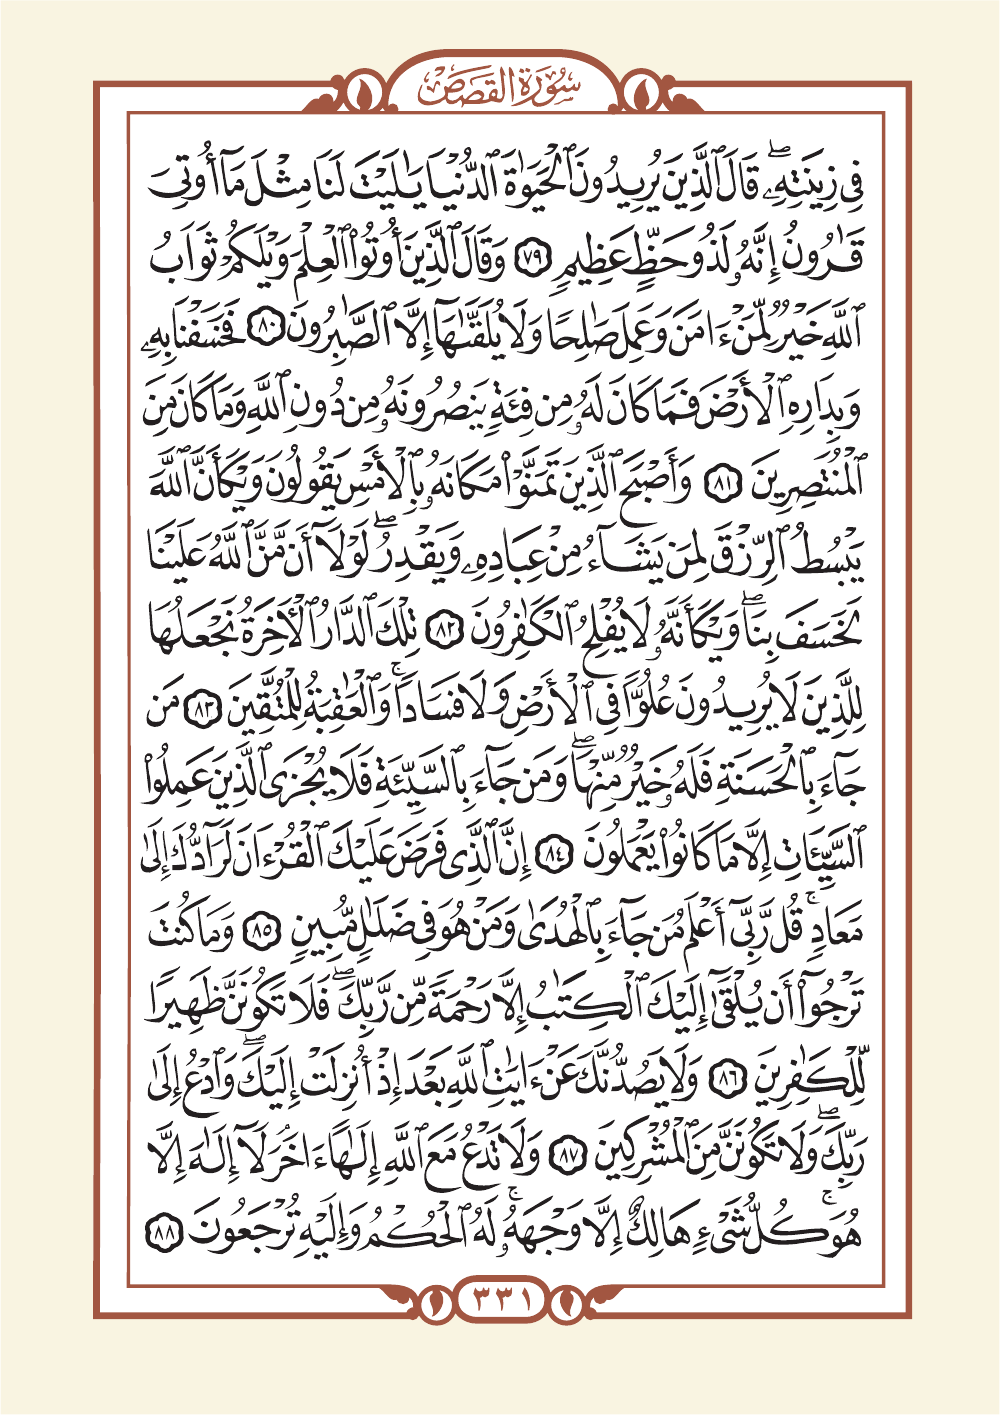 سُورَةُ القَصَصِ
فِي زِينَتِهِۦۖ قَالَ ٱلَّذِينَ يُرِيدُونَ ٱلۡحَيَوٰةَ ٱلدُّنۡيَا يَٰلَيۡتَ لَنَا مِثۡلَ مَآ أُوتِيَ
قَٰرُونُ إِنَّهُۥ لَذُو حَظٍّ عَظِيمٖ ٧٩ وَقَالَ ٱلَّذِينَ أُوتُواْ ٱلۡعِلۡمَ وَيۡلَكُمۡ ثَوَابُ
ٱللَّهِ خَيۡرٞ لِّمَنۡ ءَامَنَ وَعَمِلَ صَٰلِحٗا وَلَا يُلَقَّىٰهَآ إِلَّا ٱلصَّٰبِرُونَ ٨٠ فَخَسَفۡنَا بِهِۦ
وَبِدَارِهِ ٱلۡأَرۡضَ فَمَا كَانَ لَهُۥ مِن فِئَةٖ يَنصُرُونَهُۥ مِن دُونِ ٱللَّهِ وَمَا كَانَ مِنَ
ٱلۡمُنتَصِرِينَ ٨١ وَأَصۡبَحَ ٱلَّذِينَ تَمَنَّوۡاْ مَكَانَهُۥ بِٱلۡأَمۡسِ يَقُولُونَ وَيۡكَأَنَّ ٱللَّهَ
يَبۡسُطُ ٱلرِّزۡقَ لِمَن يَشَآءُ مِنۡ عِبَادِهِۦ وَيَقۡدِرُۖ لَوۡلَآ أَن مَّنَّ ٱللَّهُ عَلَيۡنَا
لَخَسَفَ بِنَاۖ وَيۡكَأَنَّهُۥ لَا يُفۡلِحُ ٱلۡكَٰفِرُونَ ٨٢ تِلۡكَ ٱلدَّارُ ٱلۡأٓخِرَةُ نَجۡعَلُهَا
لِلَّذِينَ لَا يُرِيدُونَ عُلُوّٗا فِي ٱلۡأَرۡضِ وَلَا فَسَادٗاۚ وَٱلۡعَٰقِبَةُ لِلۡمُتَّقِينَ ٨٣ مَن
جَآءَ بِٱلۡحَسَنَةِ فَلَهُۥ خَيۡرٞ مِّنۡهَاۖ وَمَن جَآءَ بِٱلسَّيِّئَةِ فَلَا يُجۡزَى ٱلَّذِينَ عَمِلُواْ
ٱلسَّيِّـَٔاتِ إِلَّا مَا كَانُواْ يَعۡمَلُونَ ٨٤ إِنَّ ٱلَّذِي فَرَضَ عَلَيۡكَ ٱلۡقُرۡءَانَ لَرَآدُّكَ إِلَىٰ
مَعَادٖۚ قُل رَّبِّيٓ أَعۡلَمُ مَن جَآءَ بِٱلۡهُدَىٰ وَمَنۡ هُوَ فِي ضَلَٰلٖ مُّبِينٖ ٨٥ وَمَا كُنتَ
تَرۡجُوٓاْ أَن يُلۡقَىٰٓ إِلَيۡكَ ٱلۡكِتَٰبُ إِلَّا رَحۡمَةٗ مِّن رَّبِّكَۖ فَلَا تَكُونَنَّ ظَهِيرٗا
لِّلۡكَٰفِرِينَ ٨٦ وَلَا يَصُدُّنَّكَ عَنۡ ءَايَٰتِ ٱللَّهِ بَعۡدَ إِذۡ أُنزِلَتۡ إِلَيۡكَۖ وَٱدۡعُ إِلَىٰ
رَبِّكَۖ وَلَا تَكُونَنَّ مِنَ ٱلۡمُشۡرِكِينَ ٨٧ وَلَا تَدۡعُ مَعَ ٱللَّهِ إِلَٰهًا ءَاخَرَۘ لَآ إِلَٰهَ إِلَّا
هُوَۚ كُلُّ شَيۡءٍ هَالِكٌ إِلَّا وَجۡهَهُۥۚ لَهُ ٱلۡحُكۡمُ وَإِلَيۡهِ تُرۡجَعُونَ ٨٨
٣٣١